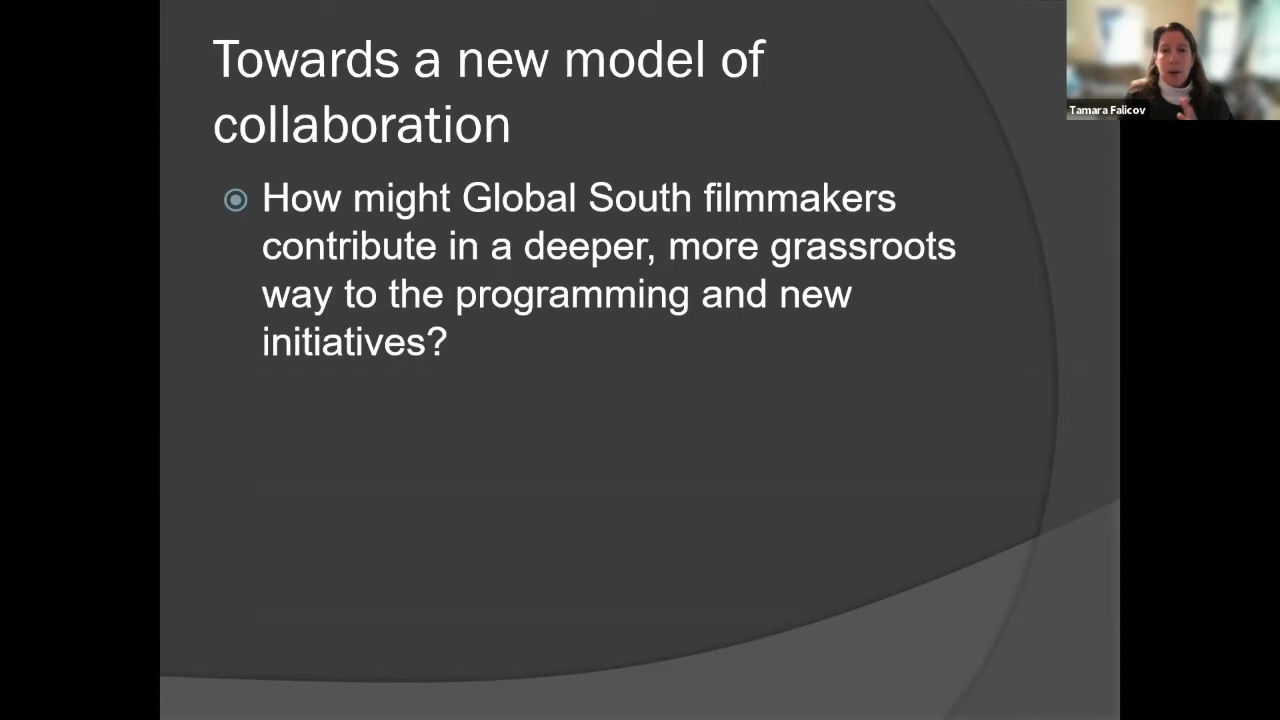 Towards a new model of
collaboration
How might Global South filmmakers
contribute in a deeper, more grassroots
way to the programming and new
initiatives?
Tamara Falicov